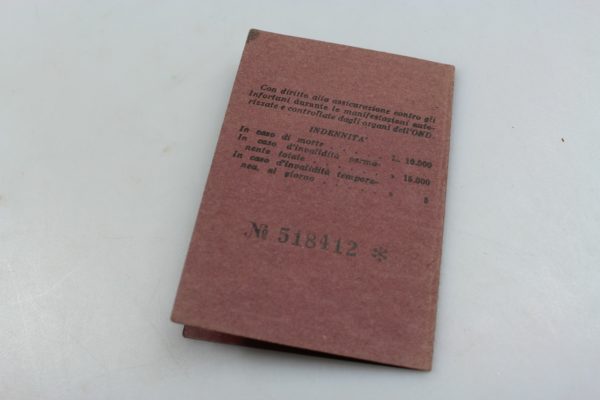 Con diritto alla assicurazione contro gli
Infortuni durante le manifestazioni auto-
rizzate e controllate dagli organi dell'OND.
INDENNITA'
In caso di morte . . . . L. 10.000
In caso d'invalidità perma-
nente totale . . . . . » 15.000
In caso d'invalidità tempora-
nea, al giorno . . . . »
№ 518412 *